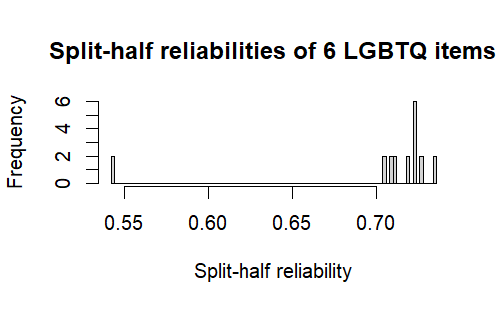 Split-half reliabilities of 6 LGBTQ items
Frequency
6
4
2
0
0.55 0.60 0.65 0.70
Split-half reliability